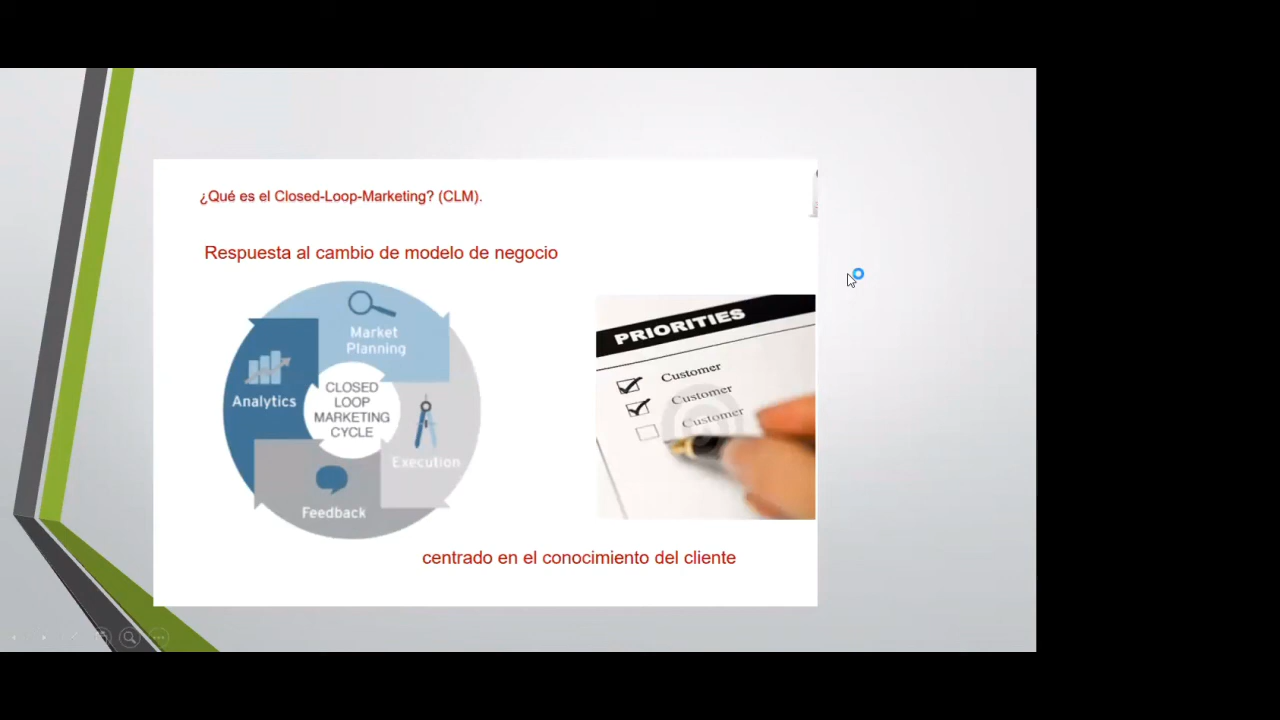 ¿Qué es el Closed-Loop-Marketing? (CLM).
Respuesta al cambio de modelo de negocio
Market
Planning
Analytics
CLOSED
LOOP
MARKETING
CYCLE
Execution
Feedback
PRIORITIES
Customer
Customer
Customer
centrado en el conocimiento del cliente